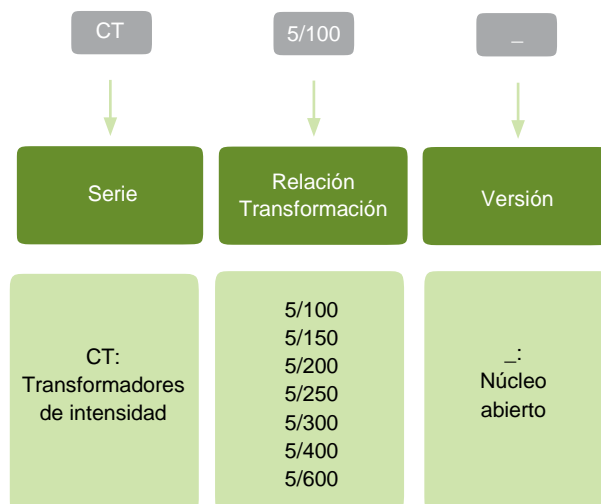 CT
5/100
_
Serie
Relación
Transformación
Versión
CT:
Transformadores
de intensidad
5/100
5/150
5/200
5/250
5/300
5/400
5/600
_:
Núcleo
abierto